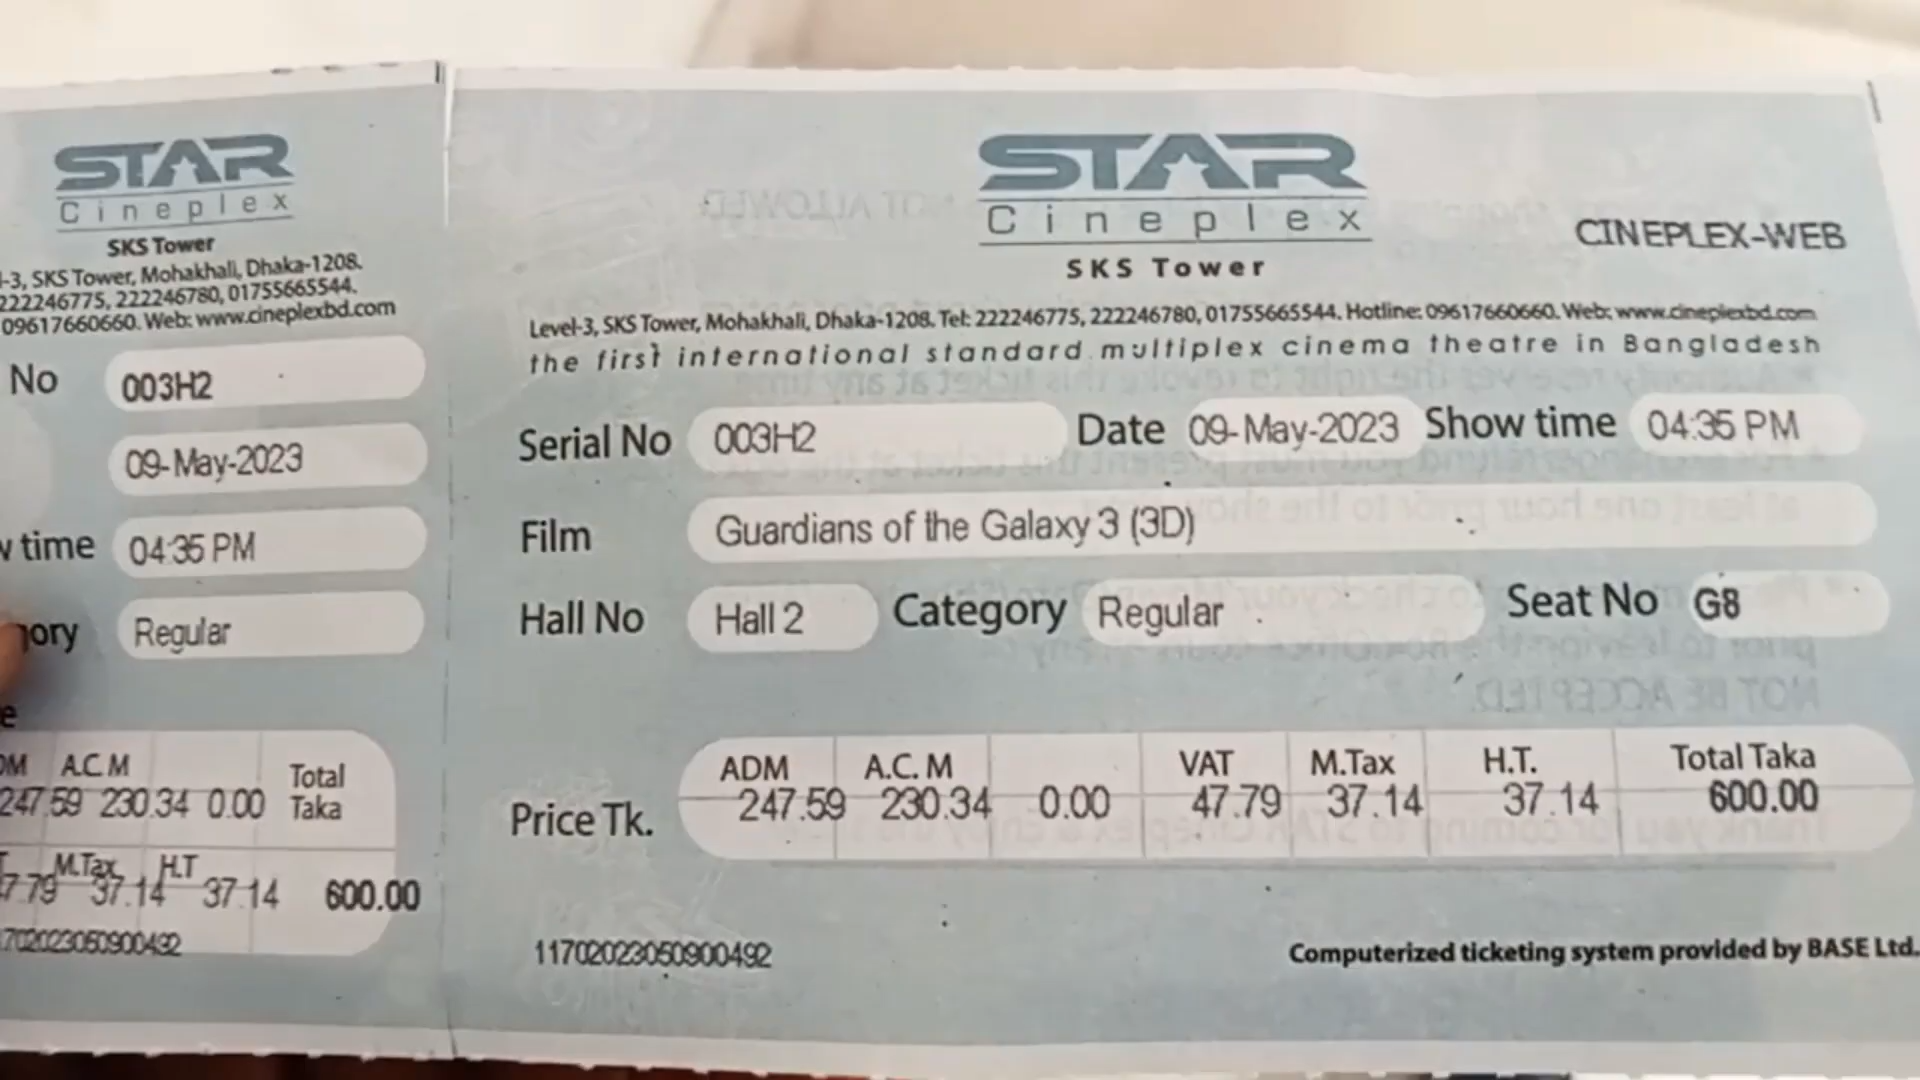 STAR
Cineplex
SKS Tower
-3, SKS Tower, Mohakhali, Dhaka-1208.
222246775, 222246780, 01755665544.
09617660660. Web: www.cineplexbd.com
No 003H2
09-May-2023
time 04:35 PM
Regular
A.C.M Total Taka
247.59 230.34 0.00
M.Tax H.T
7.79 37.14 37.14 600.00
STAR
Cineplex
SKS Tower
CINEPLEX-WEB
Level-3, SKS Tower, Mohakhali, Dhaka-1208. Tel: 222246775, 222246780, 01755665544. Hotline: 09617660660. Web: www.cineplexbd.com
the first international standard multiplex cinema theatre in Bangladesh
Serial No 003H2 Date 09-May-2023 Show time 04:35 PM
Film Guardians of the Galaxy 3 (3D)
Hall No Hall 2 Category Regular Seat No G8
ADM A.C. M VAT M.Tax H.T. Total Taka
Price Tk. 247.59 230.34 0.00 47.79 37.14 37.14 600.00
11702023050900492
Computerized ticketing system provided by BASE Ltd.